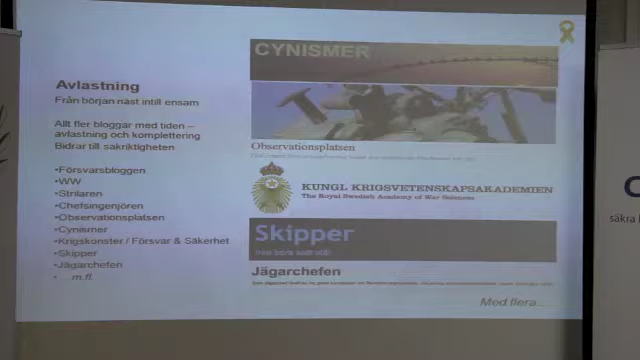 Avlastning
Från början näst intill ensam
Allt fler bloggar med tiden –
avlastning och komplettering
Bidrar till sakriktigheten
•Försvarsbloggen
•WW
•Strilaren
•Chefsingenjören
•Observationsplatsen
•Cynismer
•Krigskonster / Försvar & Säkerhet
•Skipper
•Jägarchefen
•...m.fl.
CYNISMER
Observationsplatsen
KUNGL KRIGSVETENSKAPSAKADEMIEN
The Royal Swedish Academy of War Sciences
Skipper
Jägarchefen
Med flera...
säkra